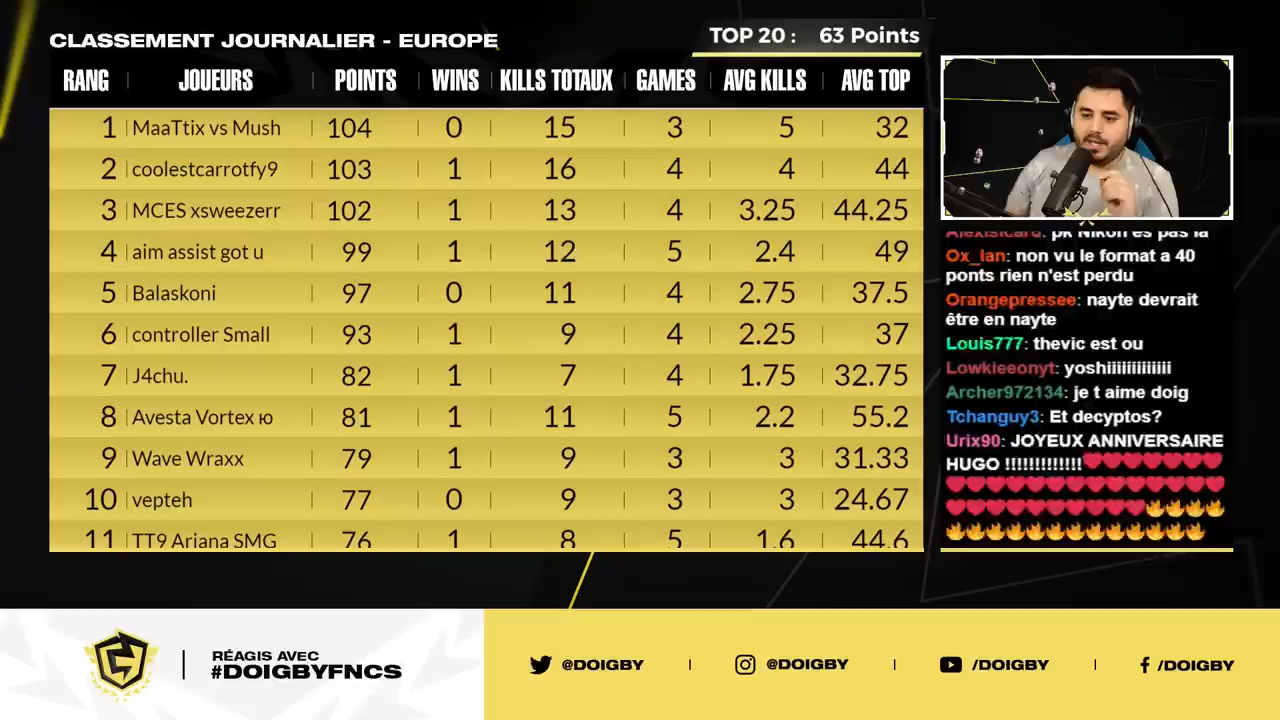 CLASSEMENT JOURNALIER - EUROPE
TOP 20 : 63 Points
RANG JOUEURS POINTS WINS KILLS TOTAUX GAMES AVG KILLS AVG TOP
1 MaaTtix vs Mush 104 0 15 3 5 32
2 coolestcarrotfy9 103 1 16 4 4 44
3 MCES xsweezerr 102 1 13 4 3.25 44.25
4 aim assist got u 99 1 12 5 2.4 49
5 Balaskoni 97 0 11 4 2.75 37.5
6 controller Small 93 1 9 4 2.25 37
7 J4chu. 82 1 7 4 1.75 32.75
8 Avesta Vortex ю 81 1 11 5 2.2 55.2
9 Wave Wraxx 79 1 9 3 3 31.33
10 vepteh 77 0 9 3 3 24.67
11 TT9 Ariana SMG 76 1 8 5 1.6 44.6
Alexisicard: pk Nikof es pas la
Ox_Ian: non vu le format a 40
ponts rien n'est perdu
Orangepressee: nayte devrait
être en nayte
Louis777: thevic est ou
Lowkieeonyt: yoshiiiiiiiiiiiii
Archer972134: je t aime doig
Tchanguy3: Et decyptos?
Urix90: JOYEUX ANNIVERSAIRE
HUGO !!!!!!!!!!!!!
RÉAGIS AVEC
#DOIGBYFNCS
@DOIGBY
@DOIGBY
/DOIGBY
/DOIGBY